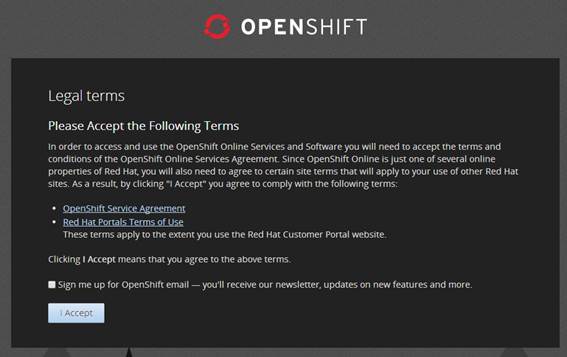 OPENSHIFT
Legal terms
Please Accept the Following Terms
In order to access and use the OpenShift Online Services and Software you will need to accept the terms and
conditions of the OpenShift Online Services Agreement. Since OpenShift Online is just one of several online
properties of Red Hat, you will also need to agree to certain site terms that will apply to your use of other Red Hat
sites. As a result, by clicking "I Accept" you agree to comply with the following terms:
• OpenShift Service Agreement
• Red Hat Portals Terms of Use
These terms apply to the extent you use the Red Hat Customer Portal website.
Clicking I Accept means that you agree to the above terms.
Sign me up for OpenShift email — you'll receive our newsletter, updates on new features and more.
I Accept